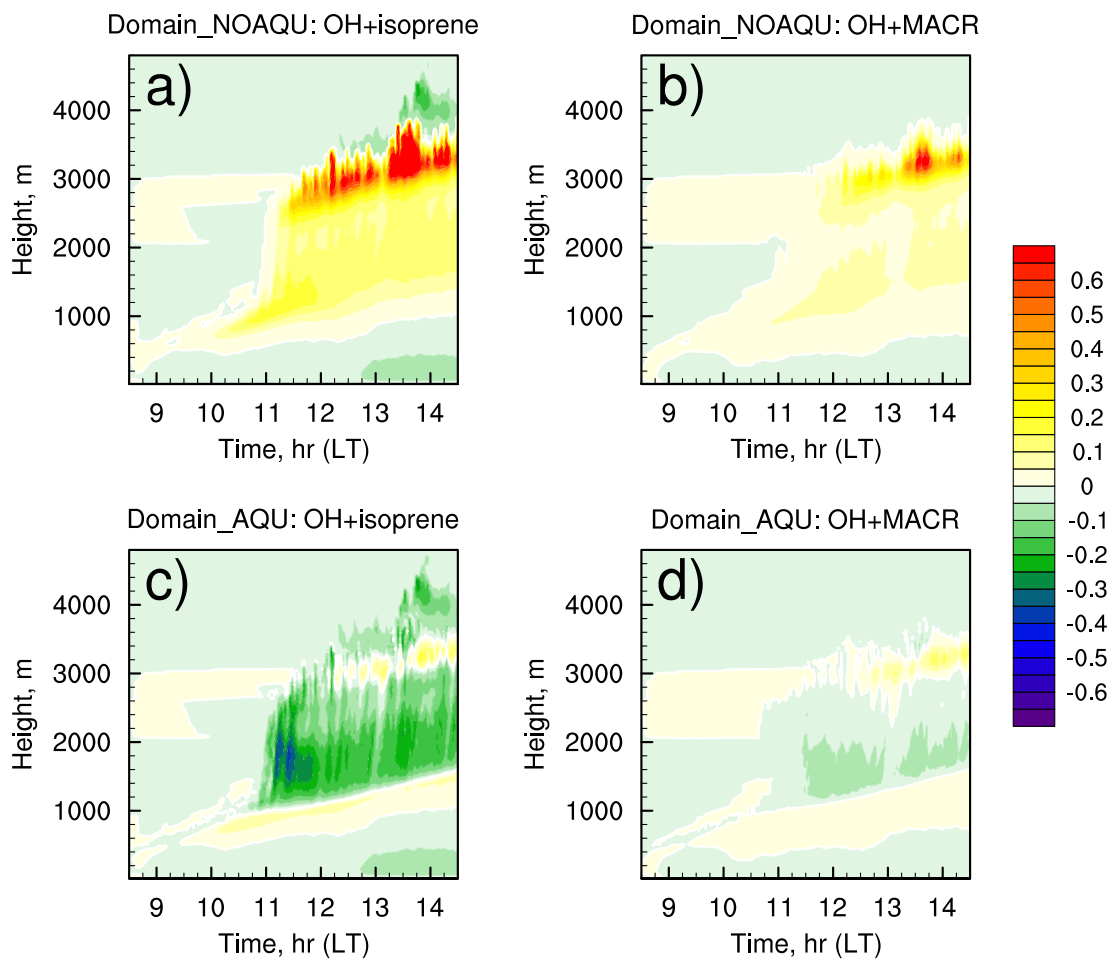 Domain_NOAQU: OH+isoprene
a)
4000
3000
2000
1000
Height, m
9 10 11 12 13 14
Time, hr (LT)
Domain_NOAQU: OH+MACR
b)
4000
3000
2000
1000
Height, m
9 10 11 12 13 14
Time, hr (LT)
Domain_AQU: OH+isoprene
c)
4000
3000
2000
1000
Height, m
9 10 11 12 13 14
Time, hr (LT)
Domain_AQU: OH+MACR
d)
4000
3000
2000
1000
Height, m
9 10 11 12 13 14
Time, hr (LT)
0.6
0.5
0.4
0.3
0.2
0.1
0
-0.1
-0.2
-0.3
-0.4
-0.5
-0.6